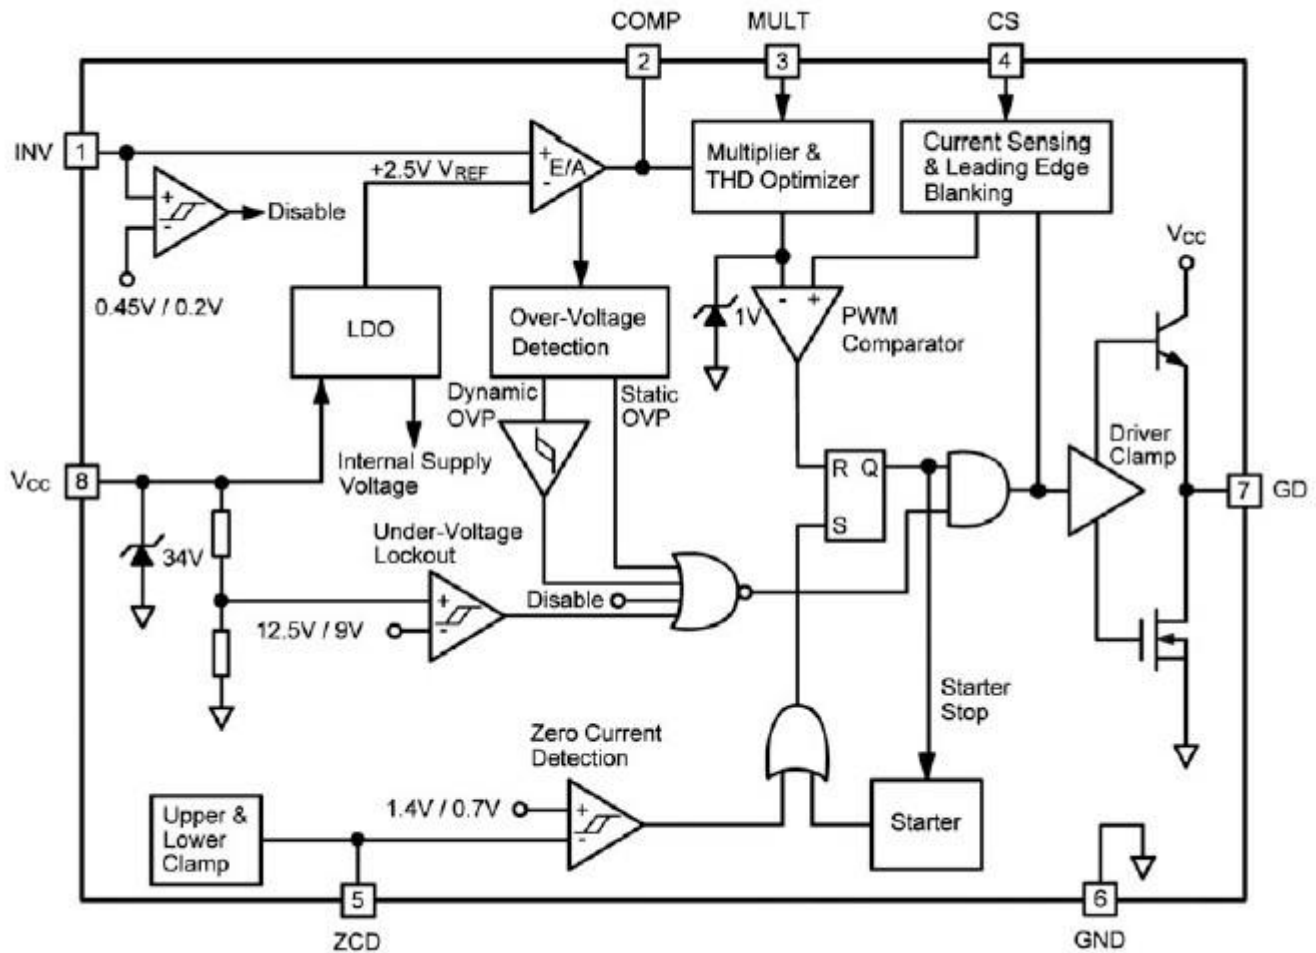 COMP
MULT
CS
2
3
4
INV
1
+
E/A
-
+2.5V VREF
Multiplier &
THD Optimizer
Current Sensing
& Leading Edge
Blanking
+
-
Disable
0.45V / 0.2V
VCC
LDO
Over-Voltage
Detection
1V
-
+
PWM
Comparator
Dynamic
OVP
Static
OVP
Driver
Clamp
Internal Supply
Voltage
R
Q
S
VCC
8
7
GD
34V
Under-Voltage
Lockout
+
-
12.5V / 9V
Disable
Starter
Stop
Zero Current
Detection
1.4V / 0.7V
+
-
Upper &
Lower
Clamp
Starter
5
6
ZCD
GND